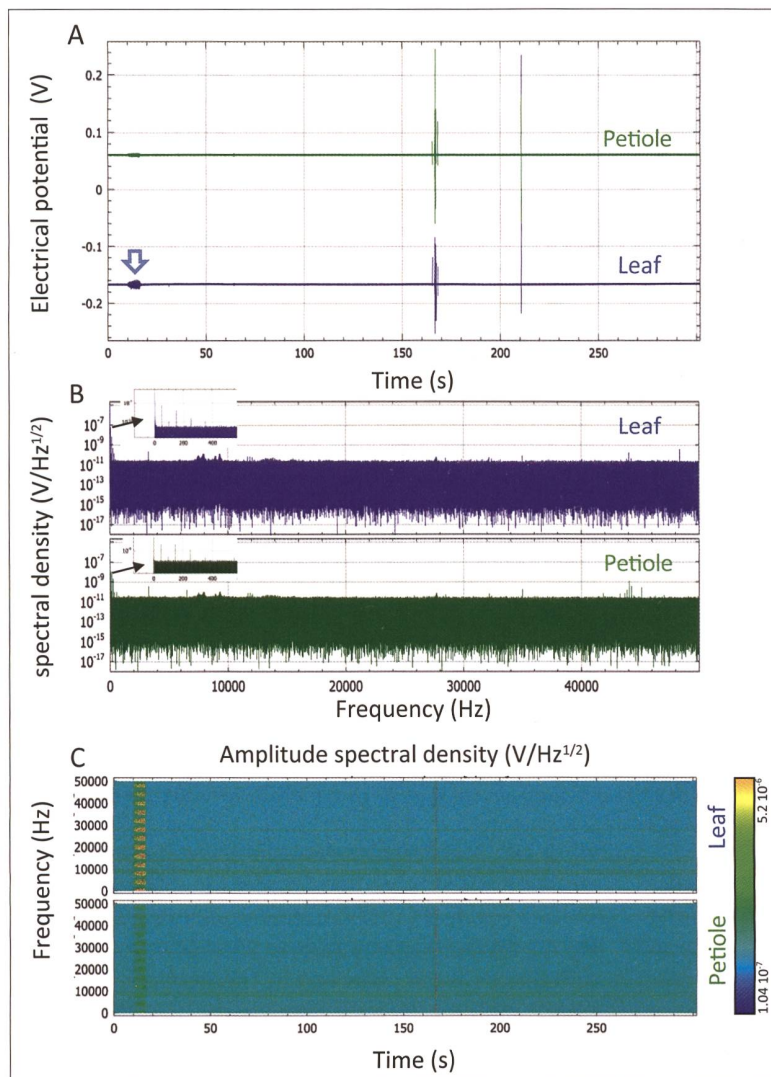 A
Electrical potential (V)
0.2
0.1
0
-0.1
-0.2
Petiole
Leaf
0 50 100 150 200 250
Time (s)
B
spectral density (V/Hz1/2)
10-7
10-9
10-11
10-13
10-15
10-17
0 200 400
Leaf
10-7
10-9
10-11
10-13
10-15
10-17
0 200 400
Petiole
0 10000 20000 30000 40000
Frequency (Hz)
C
Amplitude spectral density (V/Hz1/2)
Frequency (Hz)
50000
40000
30000
20000
10000
0
Leaf
50000
40000
30000
20000
10000
0
Petiole
0 50 100 150 200 250
Time (s)
5.2 10-6
1.04 10-7